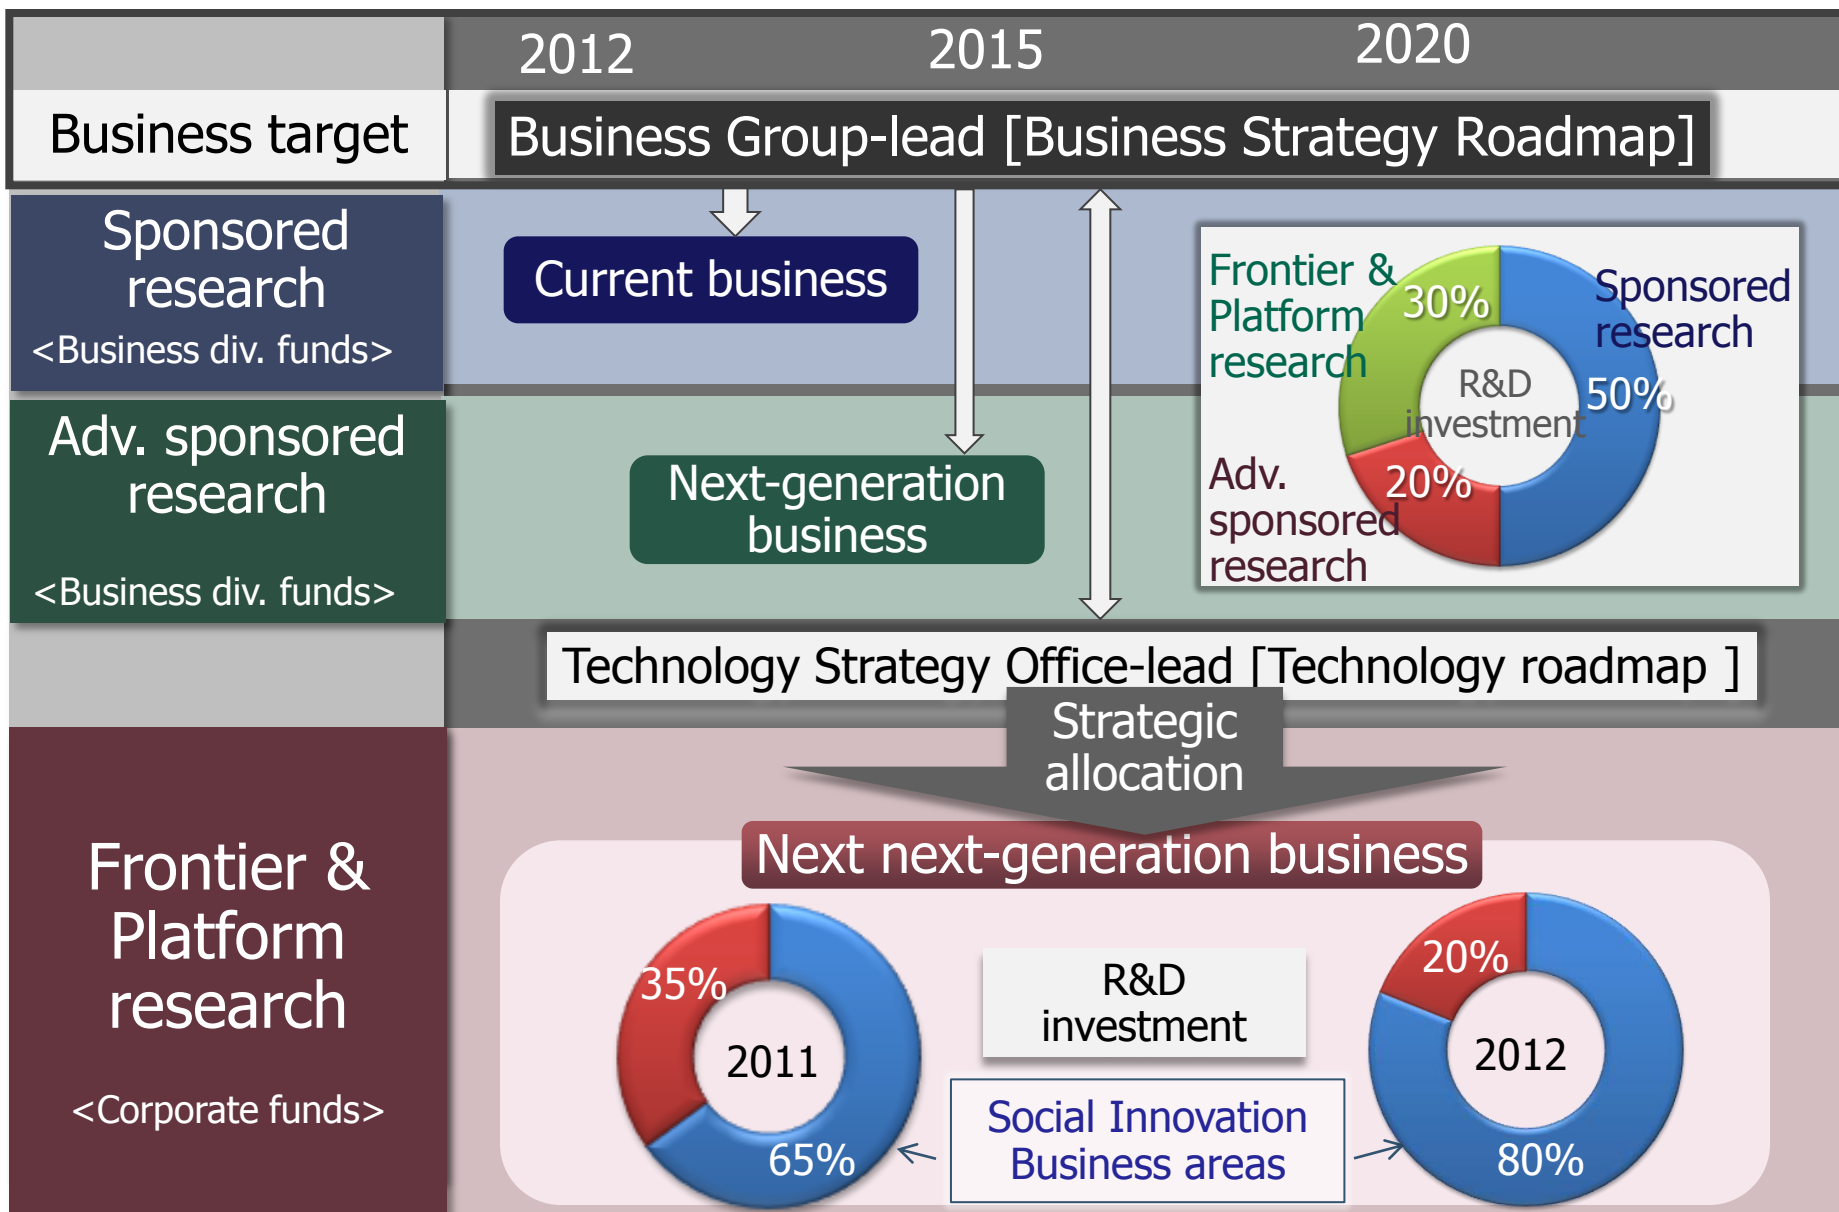 2012
2015
2020
Business target
Business Group-lead [Business Strategy Roadmap]
Sponsored
research
<Business div. funds>
Current business
Frontier &
Platform
research
30%
Sponsored
research
R&D
investment
50%
Adv.
sponsored
research
20%
Adv. sponsored
research
<Business div. funds>
Next-generation
business
Technology Strategy Office-lead [Technology roadmap ]
Strategic
allocation
Frontier &
Platform
research
<Corporate funds>
Next next-generation business
35%
2011
65%
R&D
investment
Social Innovation
Business areas
20%
2012
80%